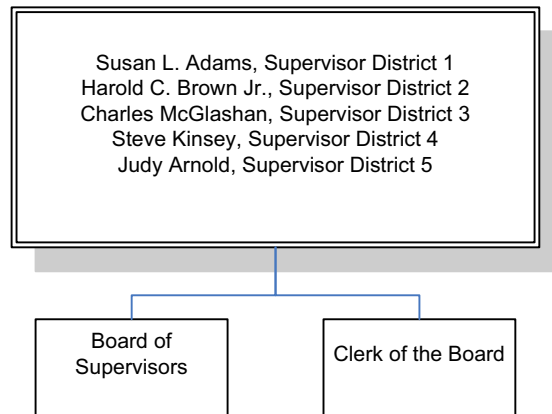 Susan L. Adams, Supervisor District 1
Harold C. Brown Jr., Supervisor District 2
Charles McGlashan, Supervisor District 3
Steve Kinsey, Supervisor District 4
Judy Arnold, Supervisor District 5
Board of
Supervisors
Clerk of the Board